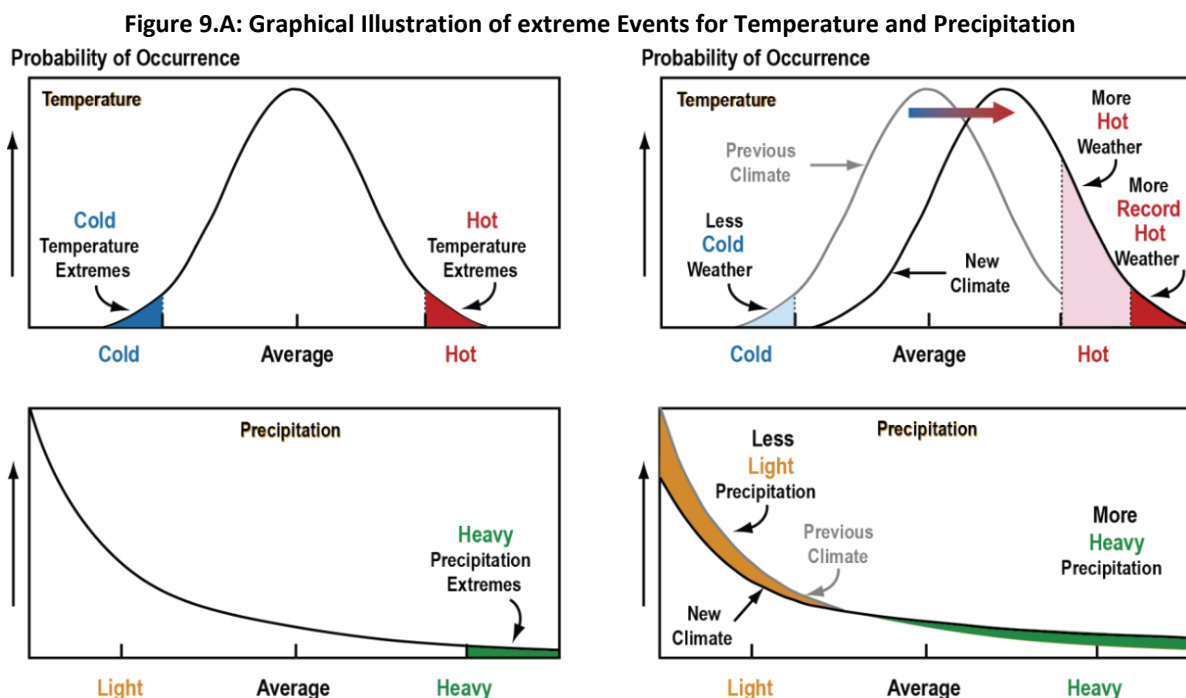 Figure 9.A: Graphical Illustration of extreme Events for Temperature and Precipitation
Probability of Occurrence
Temperature
Cold
Temperature
Extremes
Hot
Temperature
Extremes
Cold
Average
Hot
Probability of Occurrence
Temperature
Previous
Climate
More
Hot
Weather
More
Record
Hot
Weather
Less
Cold
Weather
New
Climate
Cold
Average
Hot
Precipitation
Heavy
Precipitation
Extremes
Light
Average
Heavy
Precipitation
Less
Light
Precipitation
Previous
Climate
More
Heavy
Precipitation
New
Climate
Light
Average
Heavy